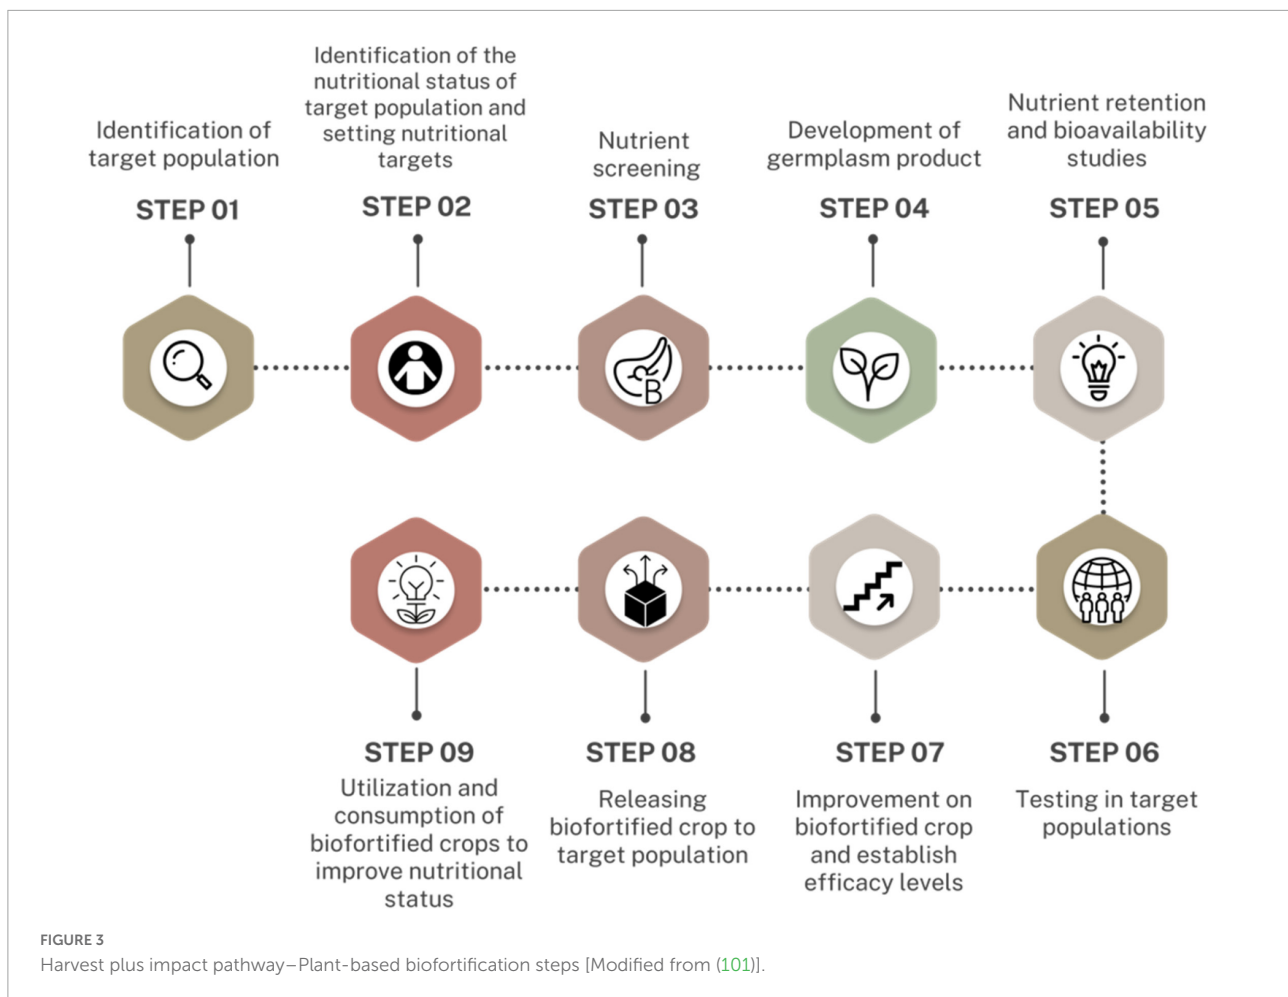 Identification of
target population
STEP 01
Identification of the
nutritional status of
target population and
setting nutritional
targets
STEP 02
Nutrient
screening
STEP 03
Development of
germplasm product
STEP 04
Nutrient retention
and bioavailability
studies
STEP 05
B
STEP 09
Utilization and
consumption of
biofortified crops to
improve nutritional
status
STEP 08
Releasing
biofortified crop to
target population
STEP 07
Improvement on
biofortified crop
and establish
efficacy levels
STEP 06
Testing in target
populations
FIGURE 3
Harvest plus impact pathway–Plant-based biofortification steps [Modified from (101)].